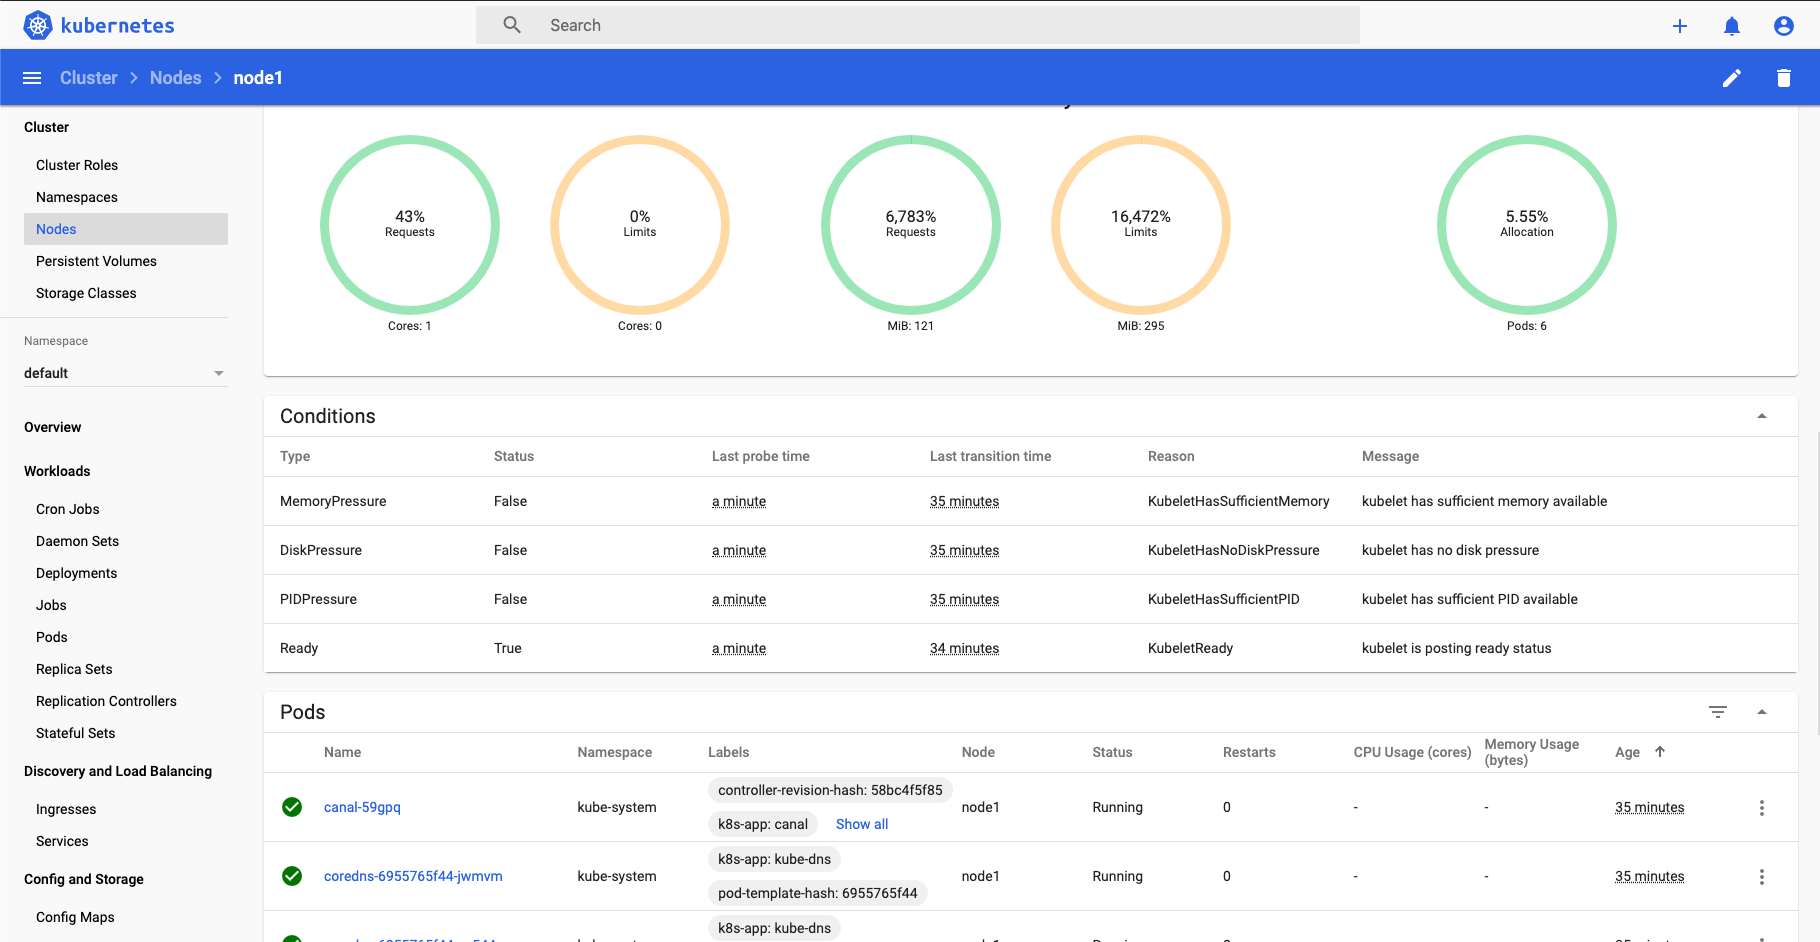 kubernetes
Search
Cluster
Nodes
node1
Cluster
Cluster Roles
Namespaces
Nodes
Persistent Volumes
Storage Classes
Namespace
default
Overview
Workloads
Cron Jobs
Daemon Sets
Deployments
Jobs
Pods
Replica Sets
Replication Controllers
Stateful Sets
Discovery and Load Balancing
Ingresses
Services
Config and Storage
Config Maps
43%
Requests
Cores: 1
0%
Limits
Cores: 0
6,783%
Requests
MiB: 121
16,472%
Limits
MiB: 295
5.55%
Allocation
Pods: 6
Conditions
Type Status Last probe time Last transition time Reason Message
MemoryPressure False a minute 35 minutes KubeletHasSufficientMemory kubelet has sufficient memory available
DiskPressure False a minute 35 minutes KubeletHasNoDiskPressure kubelet has no disk pressure
PIDPressure False a minute 35 minutes KubeletHasSufficientPID kubelet has sufficient PID available
Ready True a minute 34 minutes KubeletReady kubelet is posting ready status
Pods
Name Namespace Labels Node Status Restarts CPU Usage (cores) Memory Usage (bytes) Age
controller-revision-hash: 58bc4f5f85
canal-59gpq kube-system node1 Running 0 - - 35 minutes
k8s-app: canal Show all
k8s-app: kube-dns
coredns-6955765f44-jwmvm kube-system node1 Running 0 - - 35 minutes
pod-template-hash: 6955765f44
k8s-app: kube-dns